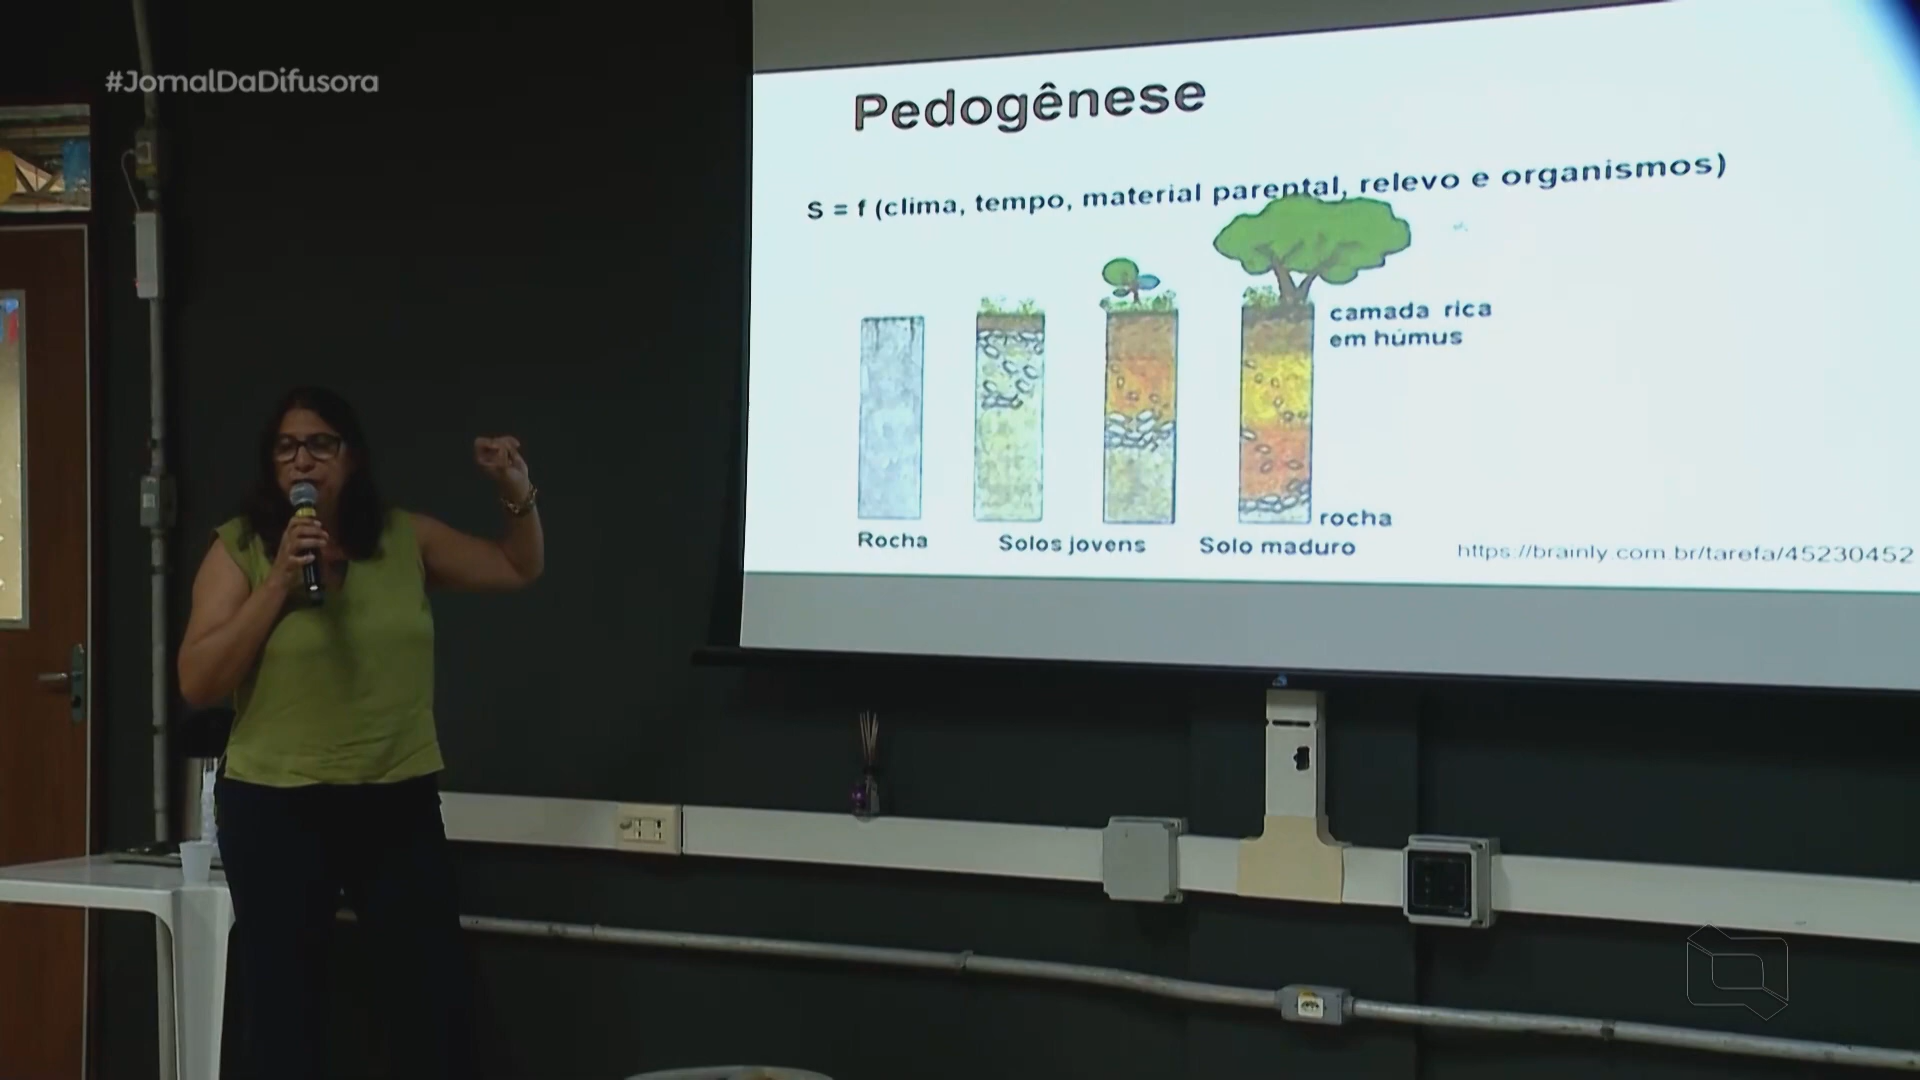 #JornalDaDifusora
Pedogênese
S = f (clima, tempo, material parental, relevo e organismos)
camada rica
em húmus
rocha
Rocha
Solos jovens
Solo maduro
https://brainly.com.br/tarefa/45230452